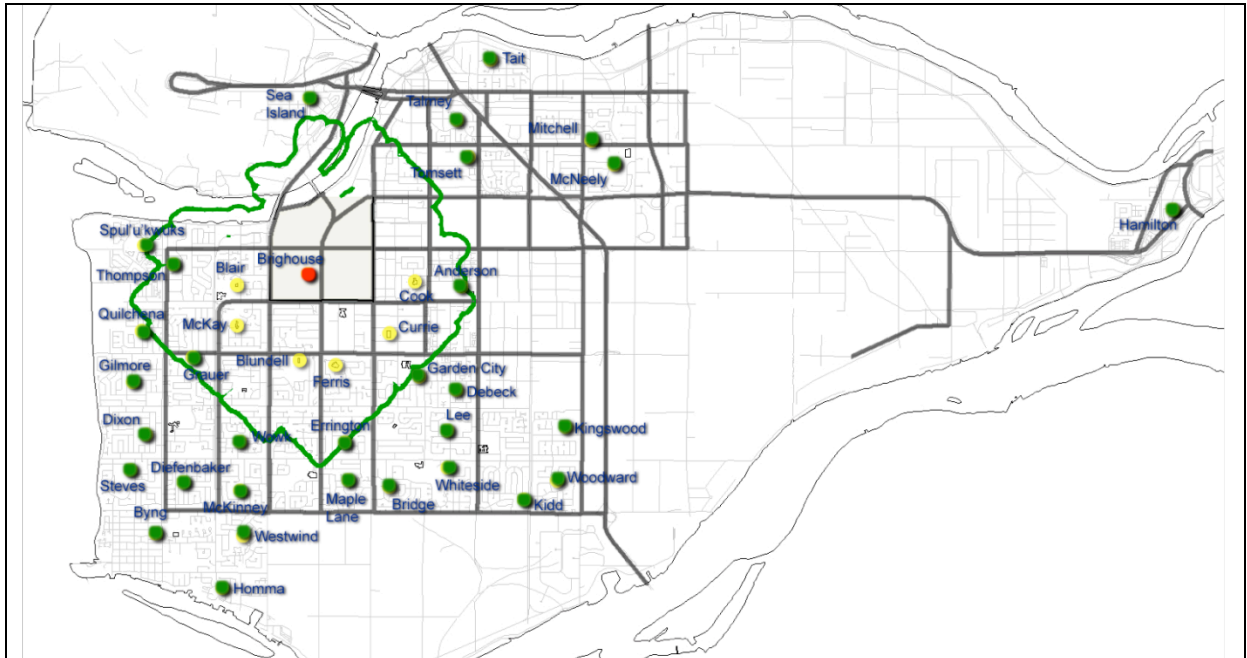 Tait
Sea
Island
Talmey
Mitchell
Tomsett
McNeely
Hamilton
Spul'u'kwuks
Brighouse
Thompson
Blair
Anderson
Cook
Quilchena
McKay
Currie
Gilmore
Grauer
Blundell
Ferris
Garden City
Debeck
Dixon
Wowk
Errington
Lee
Kingswood
Steves
Diefenbaker
McKinney
Maple
Lane
Bridge
Whiteside
Woodward
Kidd
Byng
Westwind
Homma